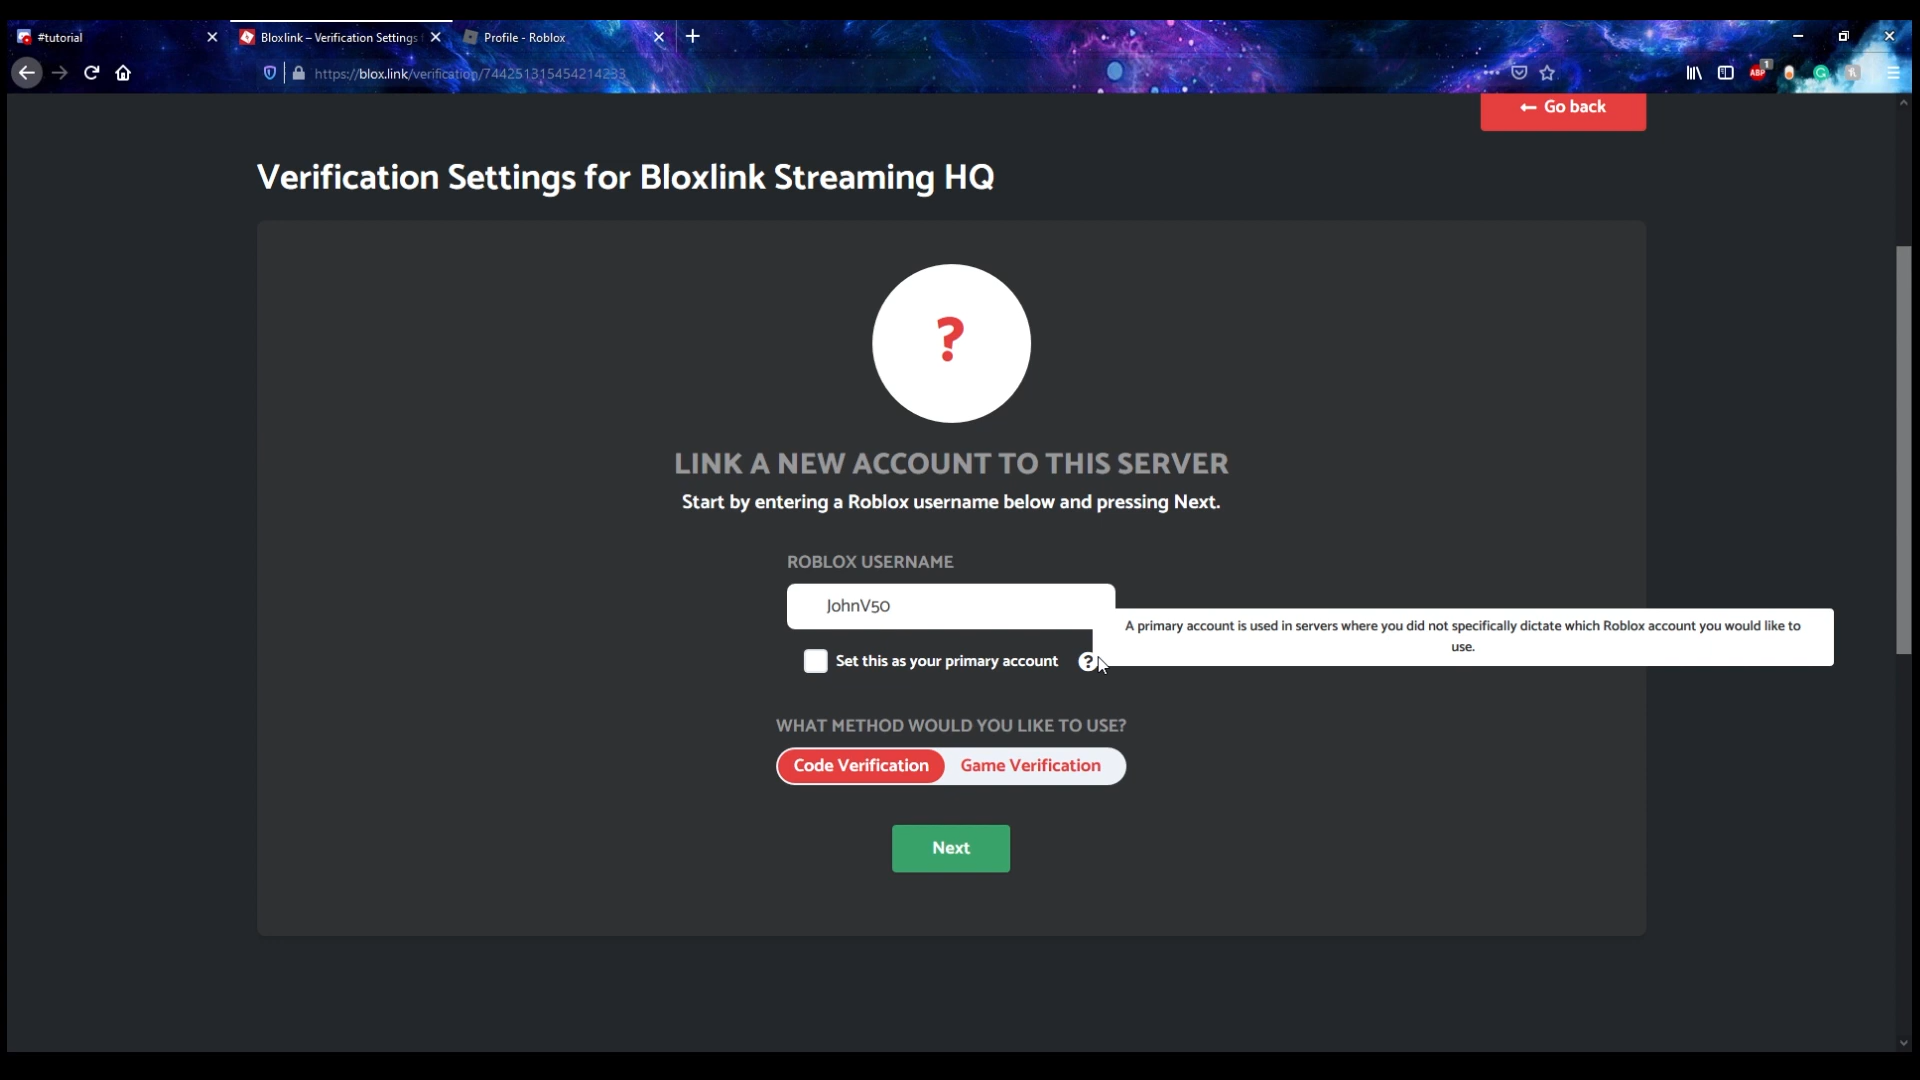 #tutorial
Bloxlink – Verification Settings
Profile - Roblox
https://blox.link/verification/744251315454214233
ABP
1
← Go back
Verification Settings for Bloxlink Streaming HQ
?
LINK A NEW ACCOUNT TO THIS SERVER
Start by entering a Roblox username below and pressing Next.
ROBLOX USERNAME
JohnV50
A primary account is used in servers where you did not specifically dictate which Roblox account you would like to
use.
Set this as your primary account ?
WHAT METHOD WOULD YOU LIKE TO USE?
Code Verification Game Verification
Next